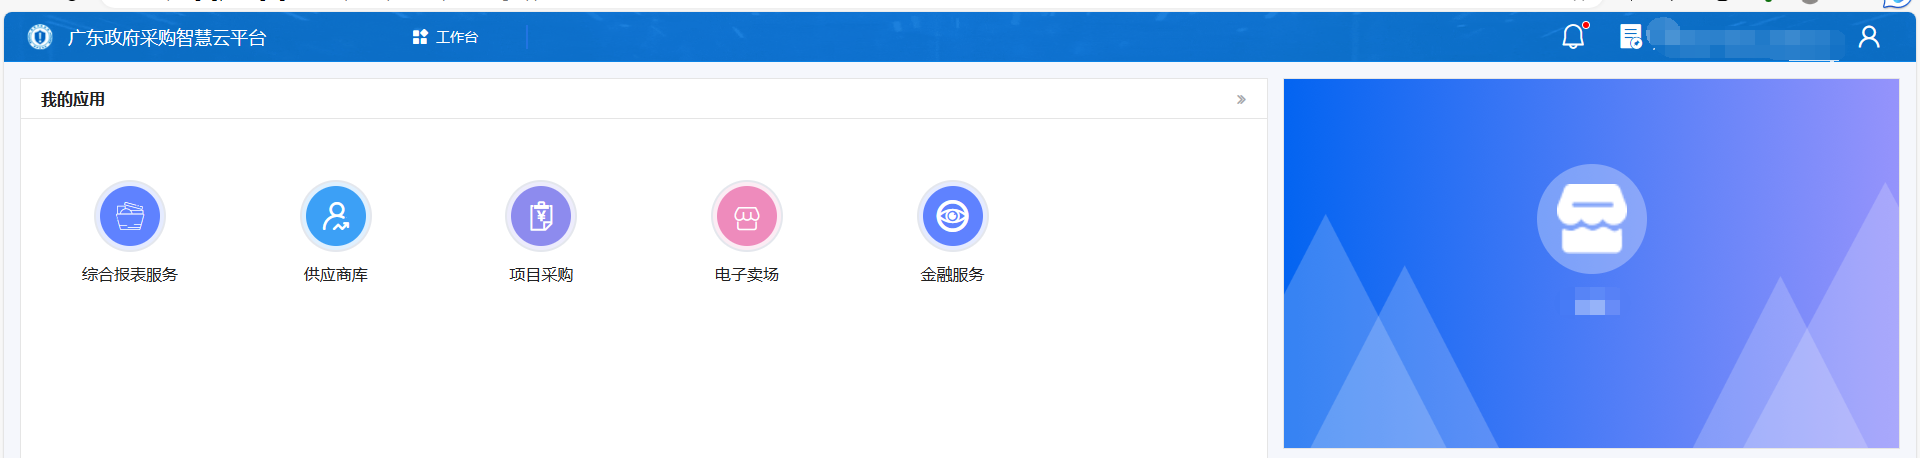 广东政府采购智慧云平台
工作台
我的应用
综合报表服务
供应商库
项目采购
电子卖场
金融服务